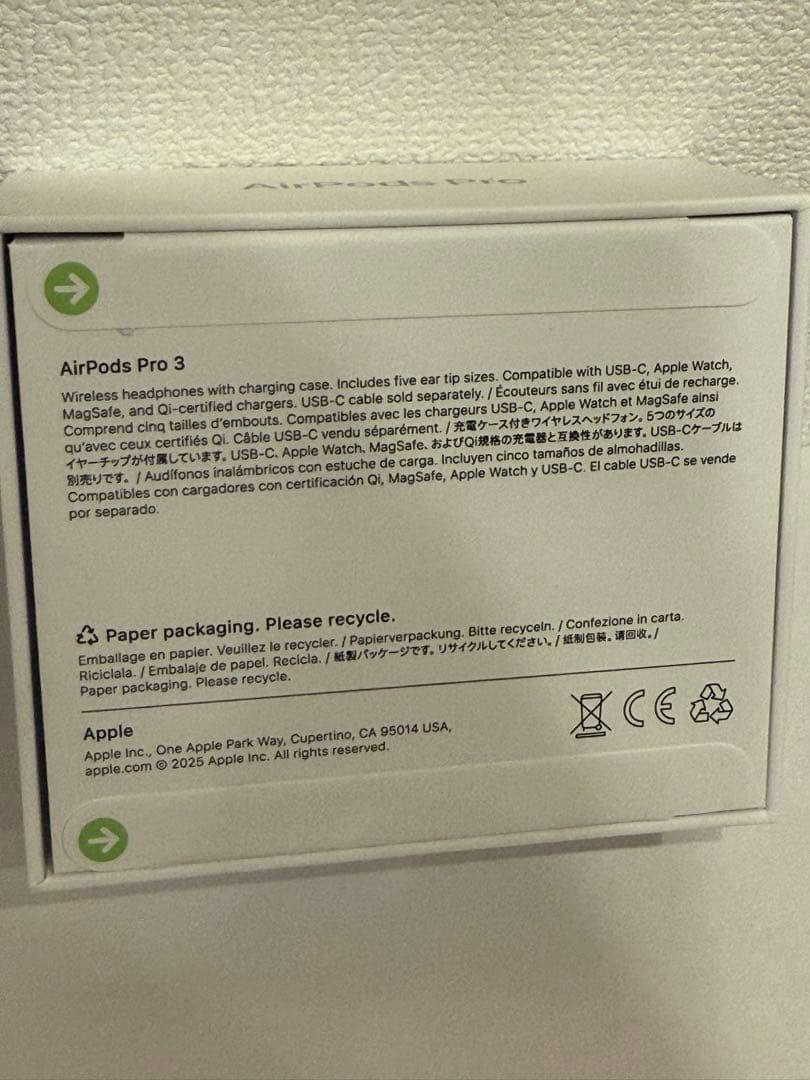 AirPods Pro
AirPods Pro 3
Wireless headphones with charging case. Includes five ear tip sizes. Compatible with USB-C, Apple Watch,
MagSafe, and Qi-certified chargers. USB-C cable sold separately. / Écouteurs sans fil avec étui de recharge.
Comprend cinq tailles d'embouts. Compatibles avec les chargeurs USB-C, Apple Watch et MagSafe ainsi
qu'avec ceux certifiés Qi. Câble USB-C vendu séparément. / 充電ケース付きワイヤレスヘッドフォン。5つのサイズの
イヤーチップが付属しています。USB-C、Apple Watch、MagSafe、およびQi規格の充電器と互換性があります。USB-Cケーブルは
別売りです。 / Audífonos inalámbricos con estuche de carga. Incluyen cinco tamaños de almohadillas.
Compatibles con cargadores con certificación Qi, MagSafe, Apple Watch y USB-C. El cable USB-C se vende
por separado.
Paper packaging. Please recycle.
Emballage en papier. Veuillez le recycler. / Papierverpackung. Bitte recyceln. / Confezione in carta.
Riciclala. / Embalaje de papel. Recicla. / 紙製パッケージです。リサイクルしてください。/ 紙制包装。请回收。/
Paper packaging. Please recycle.
Apple
Apple Inc., One Apple Park Way, Cupertino, CA 95014 USA,
apple.com © 2025 Apple Inc. All rights reserved.
CE